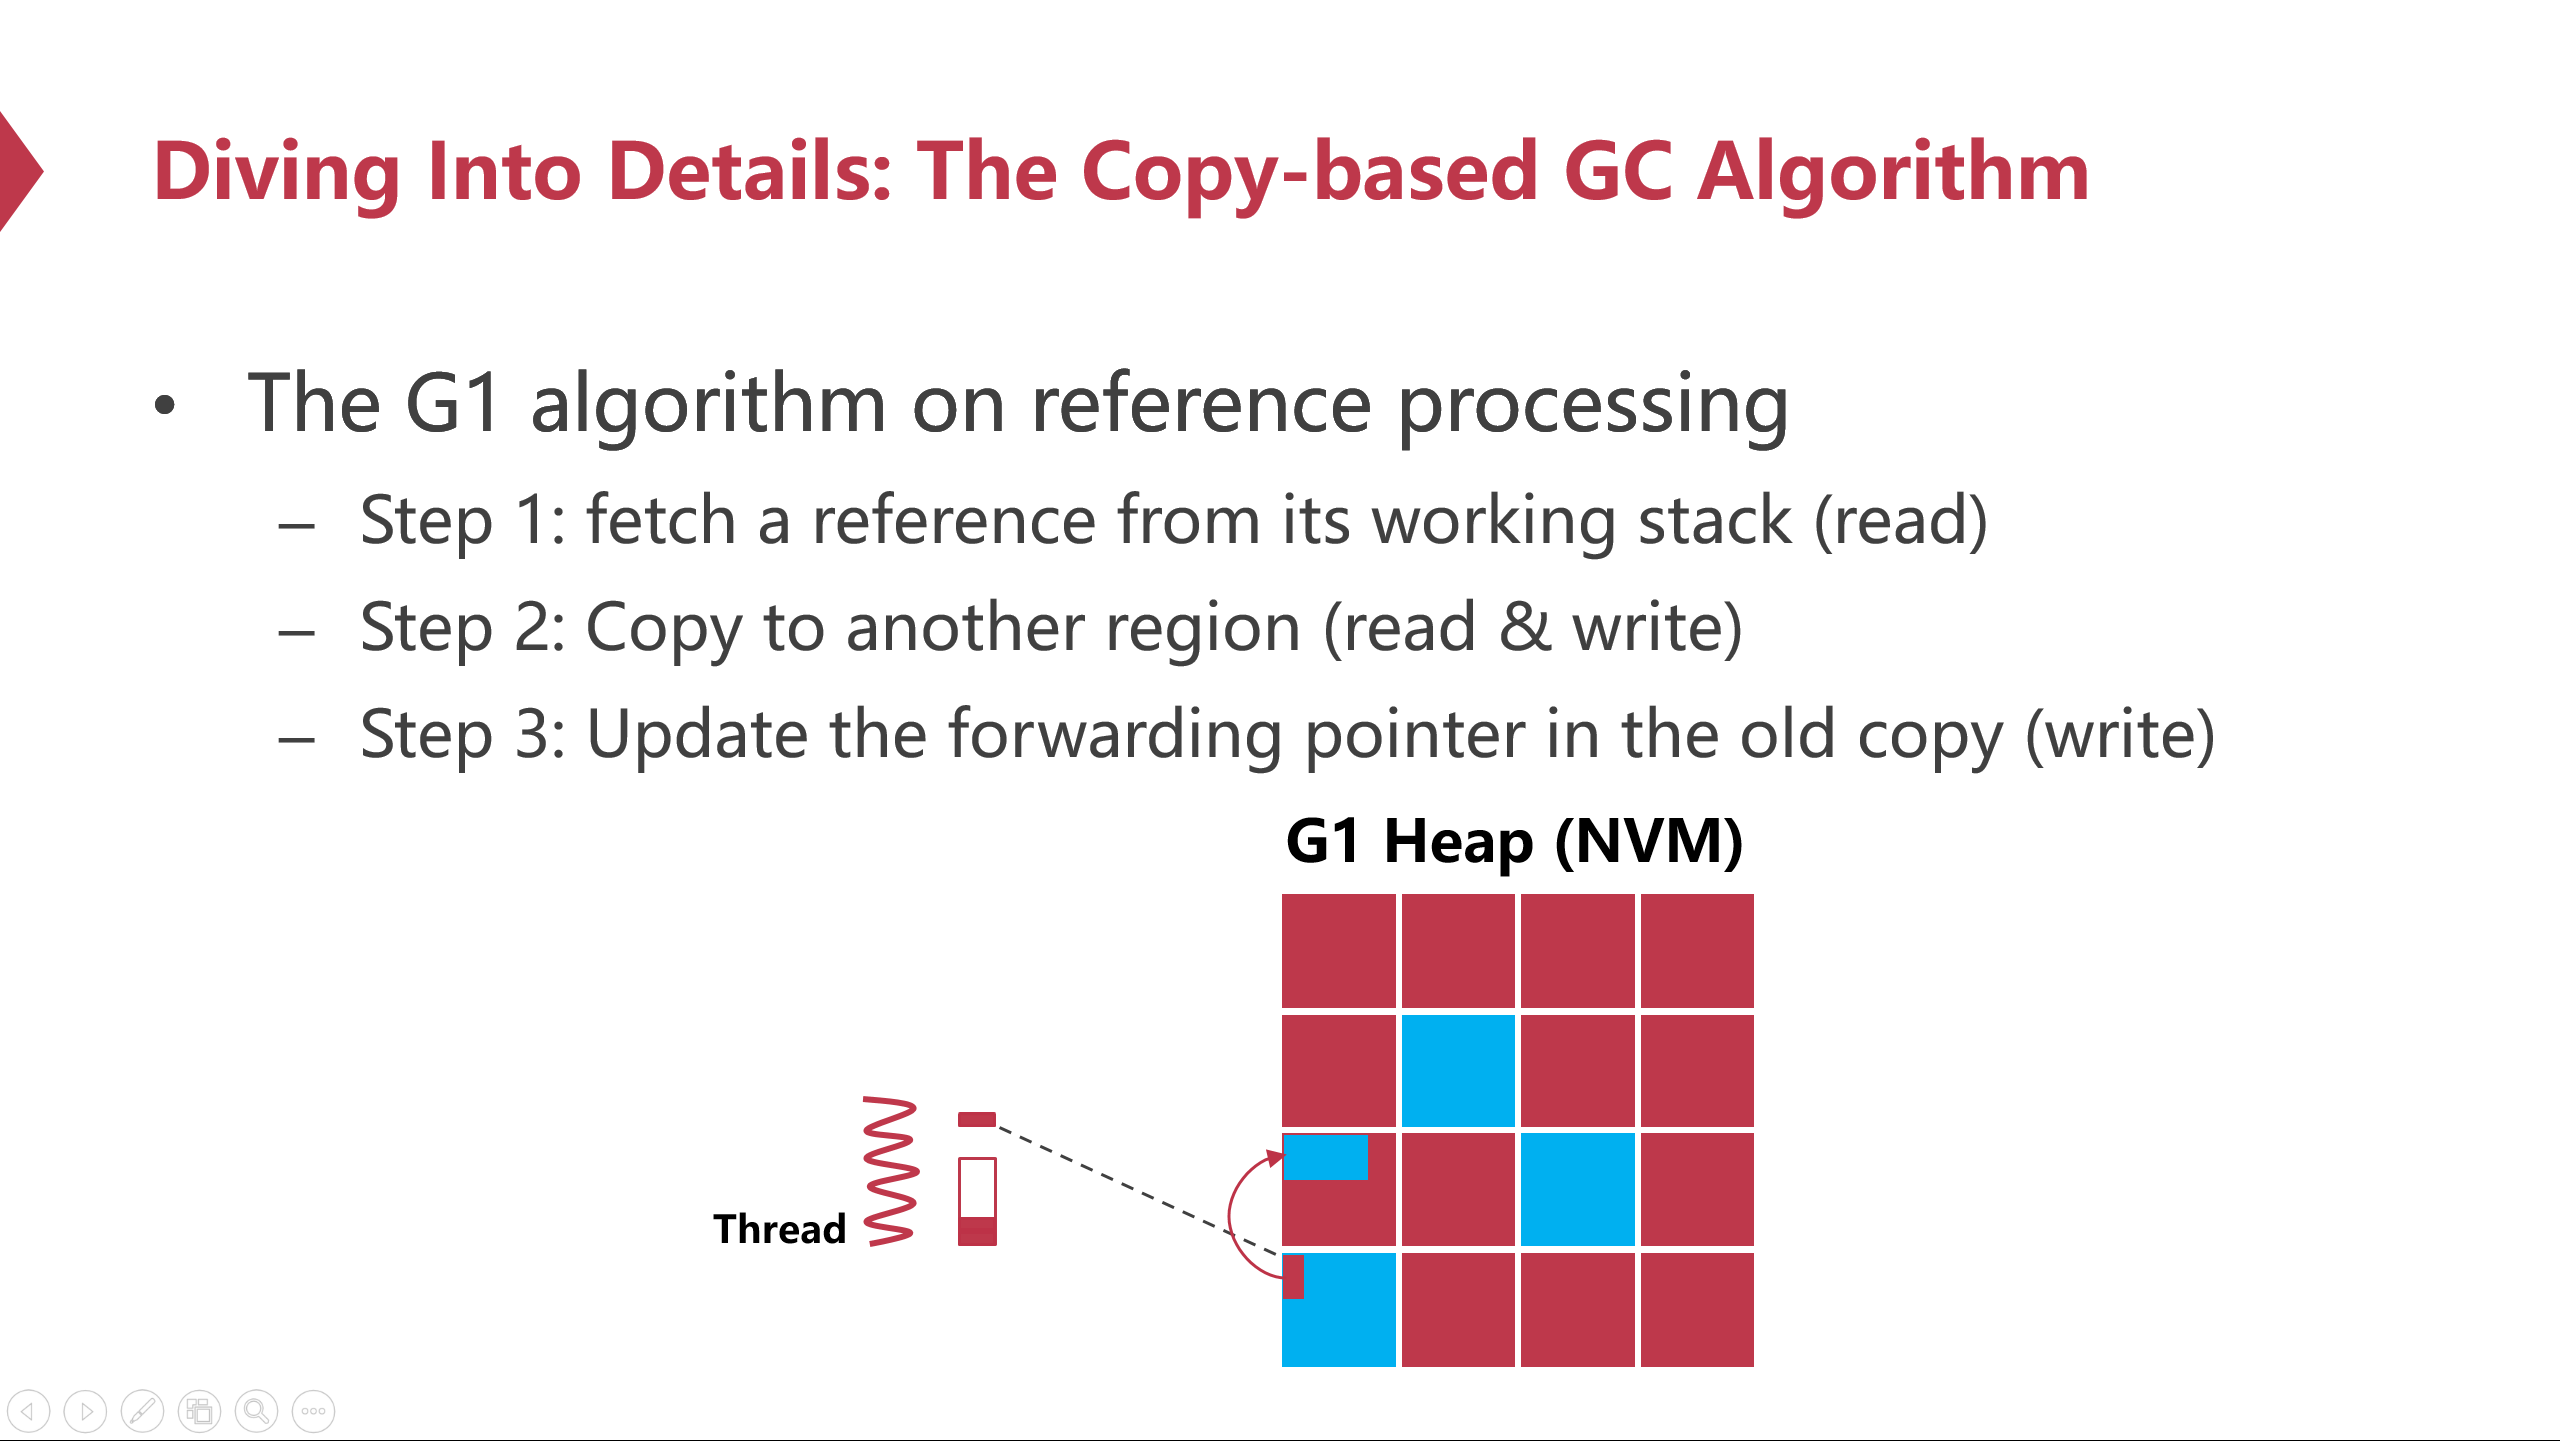 Diving Into Details: The Copy-based GC Algorithm
• The G1 algorithm on reference processing
– Step 1: fetch a reference from its working stack (read)
– Step 2: Copy to another region (read & write)
– Step 3: Update the forwarding pointer in the old copy (write)
G1 Heap (NVM)
Thread